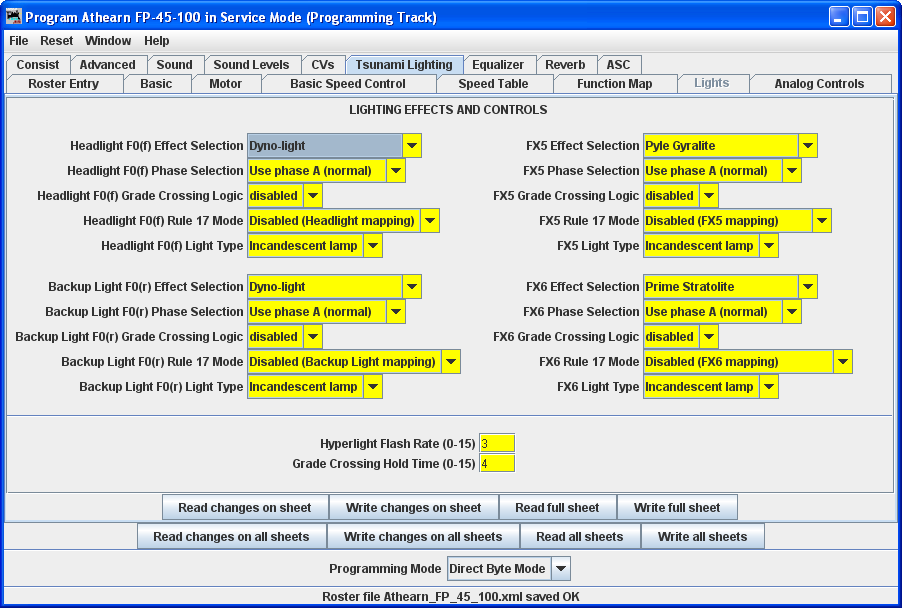 Program Athearn FP-45-100 in Service Mode (Programming Track)
File Reset Window Help
Consist Advanced Sound Sound Levels CVs Tsunami Lighting Equalizer Reverb ASC
Roster Entry Basic Motor Basic Speed Control Speed Table Function Map Lights Analog Controls
LIGHTING EFFECTS AND CONTROLS
Headlight F0(f) Effect Selection Dyno-light
Headlight F0(f) Phase Selection Use phase A (normal)
Headlight F0(f) Grade Crossing Logic disabled
Headlight F0(f) Rule 17 Mode Disabled (Headlight mapping)
Headlight F0(f) Light Type Incandescent lamp
FX5 Effect Selection Pyle Gyralite
FX5 Phase Selection Use phase A (normal)
FX5 Grade Crossing Logic disabled
FX5 Rule 17 Mode Disabled (FX5 mapping)
FX5 Light Type Incandescent lamp
Backup Light F0(r) Effect Selection Dyno-light
Backup Light F0(r) Phase Selection Use phase A (normal)
Backup Light F0(r) Grade Crossing Logic disabled
Backup Light F0(r) Rule 17 Mode Disabled (Backup Light mapping)
Backup Light F0(r) Light Type Incandescent lamp
FX6 Effect Selection Prime Stratolite
FX6 Phase Selection Use phase A (normal)
FX6 Grade Crossing Logic disabled
FX6 Rule 17 Mode Disabled (FX6 mapping)
FX6 Light Type Incandescent lamp
Hyperlight Flash Rate (0-15) 3
Grade Crossing Hold Time (0-15) 4
Read changes on sheet Write changes on sheet Read full sheet Write full sheet
Read changes on all sheets Write changes on all sheets Read all sheets Write all sheets
Programming Mode Direct Byte Mode
Roster file Athearn_FP_45_100.xml saved OK